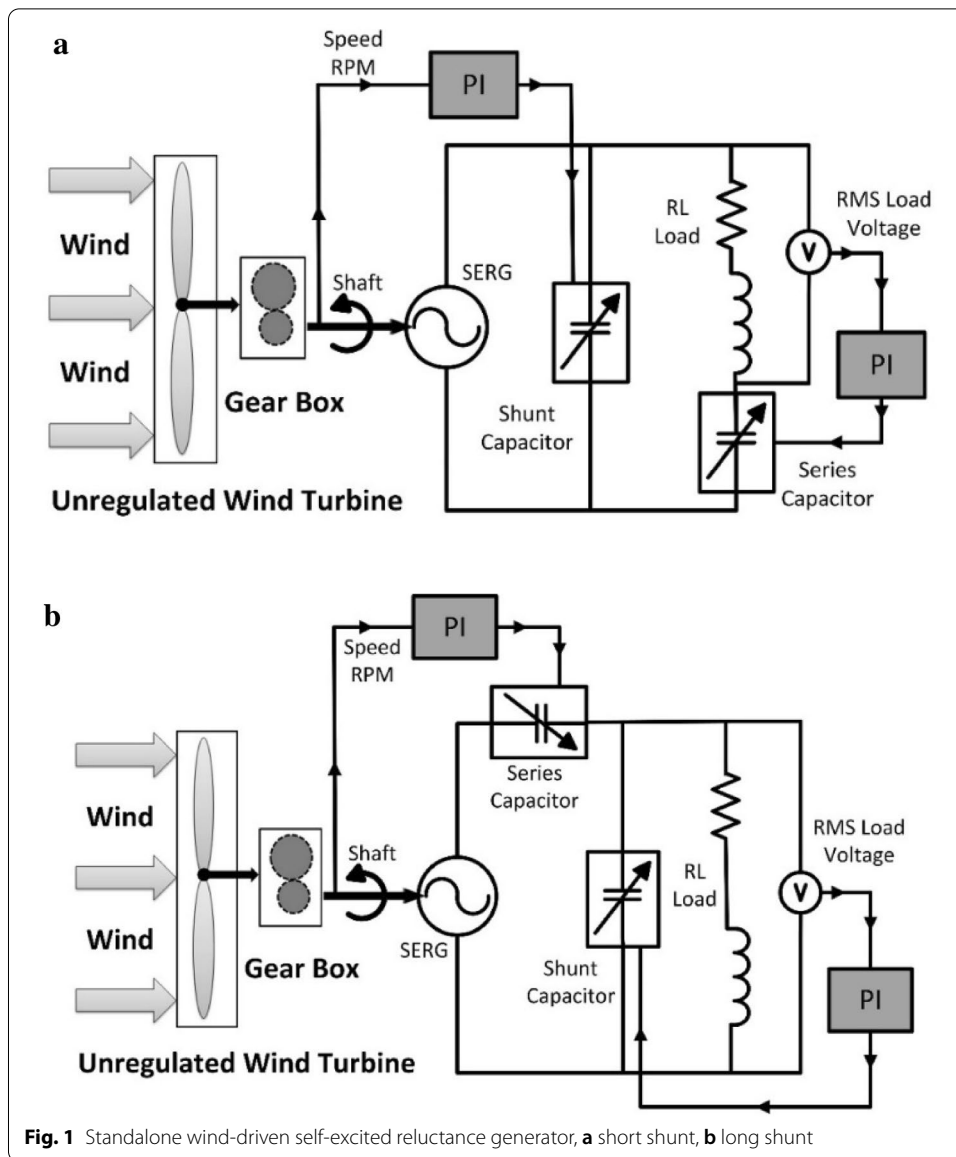 a
Speed
RPM
PI
Wind
Wind
Shaft
SERG
Gear Box
Unregulated Wind Turbine
Shunt
Capacitor
RL
Load
RMS Load
Voltage
V
PI
Series
Capacitor
b
Speed
RPM
PI
Series
Capacitor
Wind
Wind
Shaft
SERG
Gear Box
Unregulated Wind Turbine
Shunt
Capacitor
RL
Load
RMS Load
Voltage
V
PI
Fig. 1 Standalone wind-driven self-excited reluctance generator, a short shunt, b long shunt